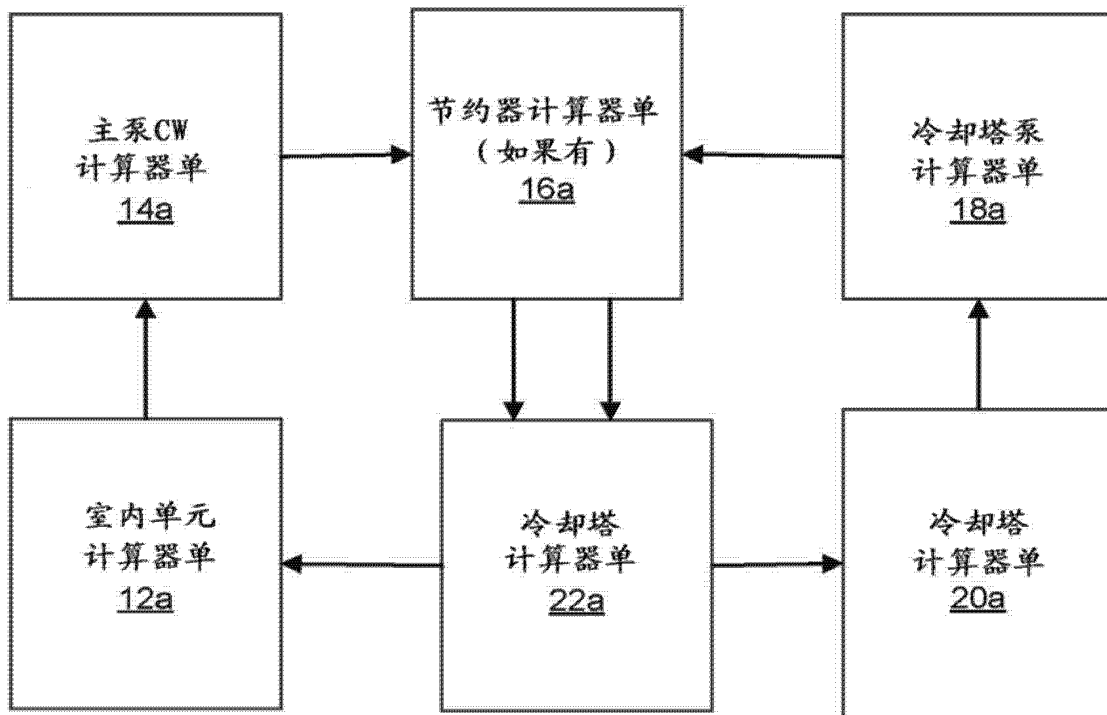 主泵CW
计算器单
14a
节约器计算器单
（如果有）
16a
冷却塔泵
计算器单
18a
室内单元
计算器单
12a
冷却塔
计算器单
22a
冷却塔
计算器单
20a